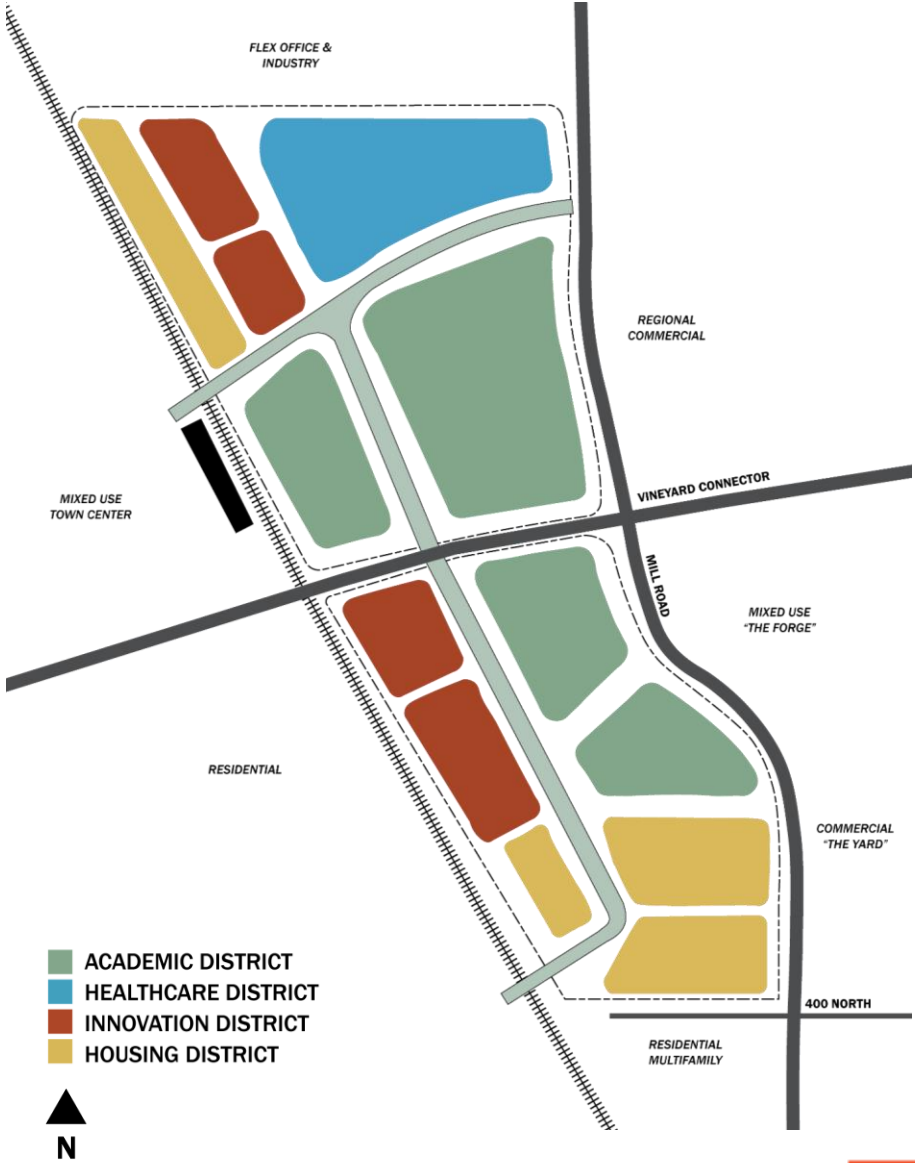 FLEX OFFICE &
INDUSTRY
REGIONAL
COMMERCIAL
VINEYARD CONNECTOR
MIXED USE
TOWN CENTER
MILL ROAD
MIXED USE
"THE FORGE"
RESIDENTIAL
COMMERCIAL
"THE YARD"
ACADEMIC DISTRICT
HEALTHCARE DISTRICT
INNOVATION DISTRICT
HOUSING DISTRICT
400 NORTH
RESIDENTIAL
MULTIFAMILY
N